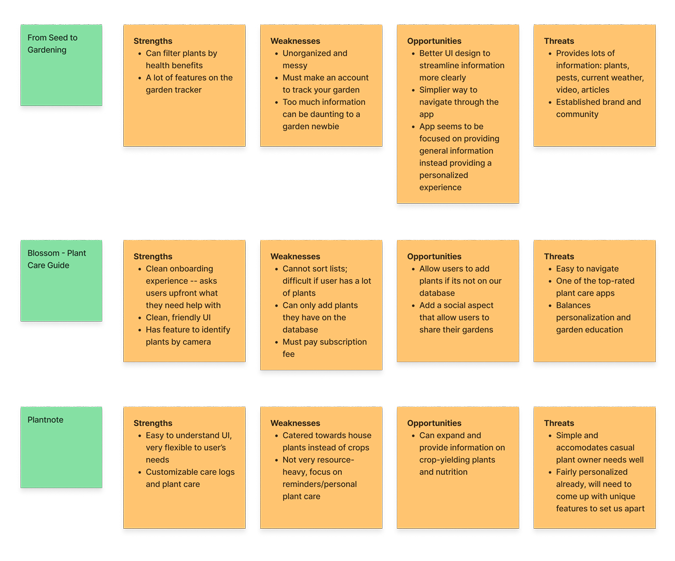 From Seed to
Gardening
Strengths
• Can filter plants by
health benefits
• A lot of features on the
garden tracker
Weaknesses
• Unorganized and
messy
• Must make an account
to track your garden
• Too much information
can be daunting to a
garden newbie
Opportunities
• Better UI design to
streamline information
more clearly
• Simplier way to
navigate through the
app
• App seems to be
focused on providing
general information
instead providing a
personalized
experience
Threats
• Provides lots of
information: plants,
pests, current weather,
video, articles
• Established brand and
community
Blossom - Plant
Care Guide
Strengths
• Clean onboarding
experience -- asks
users upfront what
they need help with
• Clean, friendly UI
• Has feature to identify
plants by camera
Weaknesses
• Cannot sort lists;
difficult if user has a lot
of plants
• Can only add plants
they have on the
database
• Must pay subscription
fee
Opportunities
• Allow users to add
plants if its not on our
database
• Add a social aspect
that allow users to
share their gardens
Threats
• Easy to navigate
• One of the top-rated
plant care apps
• Balances
personalization and
garden education
Plantnote
Strengths
• Easy to understand UI,
very flexible to user's
needs
• Customizable care logs
and plant care
Weaknesses
• Catered towards house
plants instead of crops
• Not very resource-
heavy, focus on
reminders/personal
plant care
Opportunities
• Can expand and
provide information on
crop-yielding plants
and nutrition
Threats
• Simple and
accomodates casual
plant owner needs well
• Fairly personalized
already, will need to
come up with unique
features to set us apart